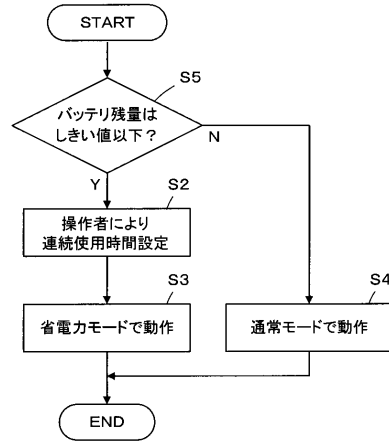 START
S5
バッテリ残量は
しきい値以下？
N
Y
S2
操作者により
連続使用時間設定
S3
省電力モードで動作
S4
通常モードで動作
END